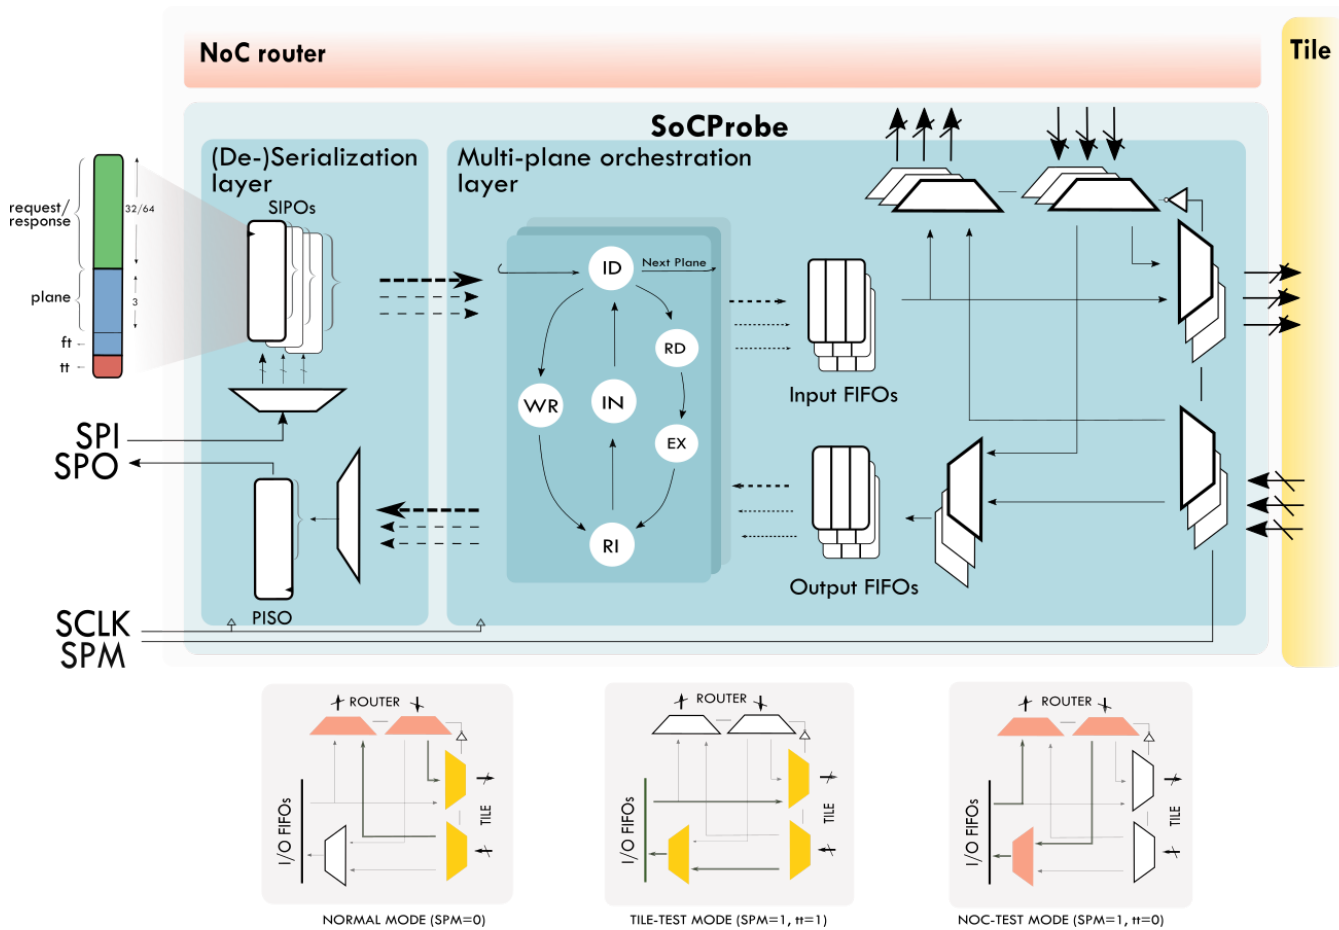 NoC router
Tile
SoCProbe
(De-)Serialization
layer
Multi-plane orchestration
layer
SIPOs
request/
response
32/64
plane
3
ft
tt
ID
Next Plane
RD
WR
IN
EX
RI
Input FIFOs
Output FIFOs
SPI
SPO
PISO
SCLK
SPM
ROUTER
I/O FIFOs
TILE
NORMAL MODE (SPM=0)
ROUTER
I/O FIFOs
TILE
TILE-TEST MODE (SPM=1, tt=1)
ROUTER
I/O FIFOs
TILE
NOC-TEST MODE (SPM=1, tt=0)